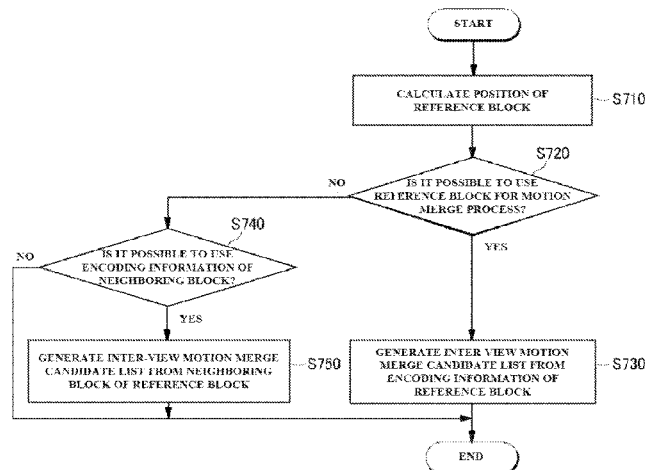 START
CALCULATE POSITION OF
REFERENCE BLOCK
S710
S720
IS IT POSSIBLE TO USE
REFERENCE BLOCK FOR MOTION
MERGE PROCESS?
NO
YES
S740
IS IT POSSIBLE TO USE
ENCODING INFORMATION OF
NEIGHBORING BLOCK?
NO
YES
GENERATE INTER-VIEW MOTION MERGE
CANDIDATE LIST FROM NEIGHBORING
BLOCK OF REFERENCE BLOCK
S750
GENERATE INTER VIEW MOTION
MERGE CANDIDATE LIST FROM
ENCODING INFORMATION OF
REFERENCE BLOCK
S730
END